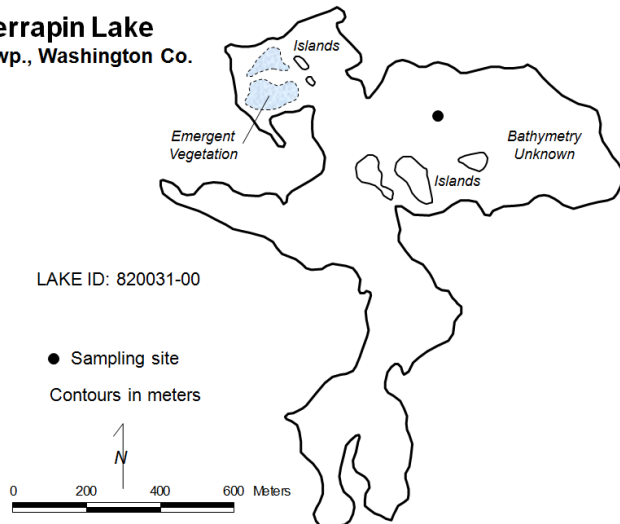 errapin Lake
wp., Washington Co.
Islands
Emergent
Vegetation
Bathymetry
Unknown
Islands
LAKE ID: 820031-00
Sampling site
Contours in meters
N
0 200 400 600 Meters